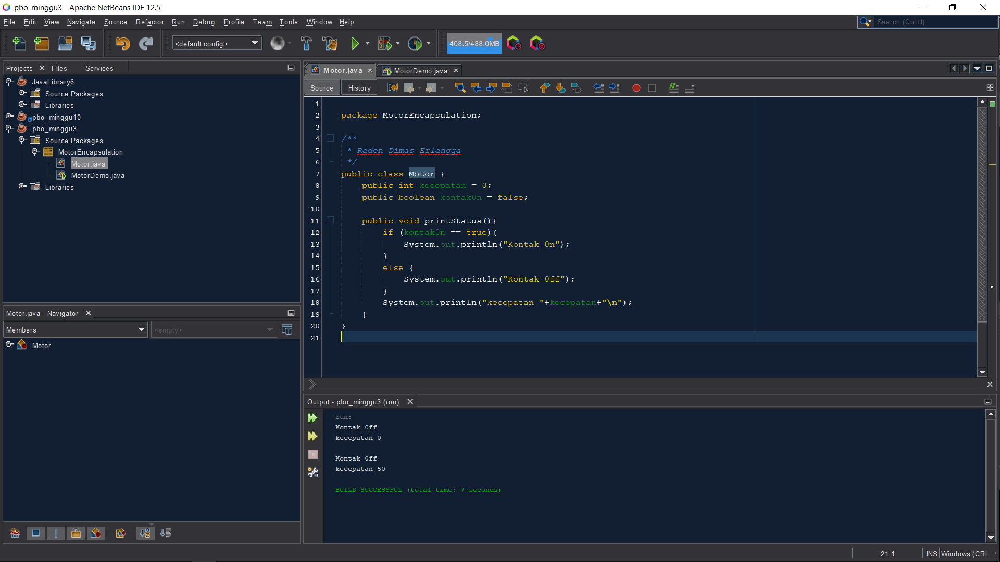 pbo_minggu3 - Apache NetBeans IDE 12.5
File Edit View Navigate Source Refactor Run Debug Profile Team Tools Window Help
Search (Ctrl+I)
<default config>
408.5/488.0MB
Projects Files Services
JavaLibrary6
Source Packages
Libraries
pbo_minggu10
pbo_minggu3
Source Packages
MotorEncapsulation
Motor.java
MotorDemo.java
Libraries
Motor.java - Navigator
Members
<empty>
Motor
Motor.java MotorDemo.java
Source History
1
2 package MotorEncapsulation;
3
4 /**
5 * Raden Dimas Erlangga
6 */
7 public class Motor {
8 public int kecepatan = 0;
9 public boolean kontak0n = false;
10
11 public void printStatus(){
12 if (kontak0n == true){
13 System.out.println("Kontak 0n");
14 }
15 else {
16 System.out.println("Kontak 0ff");
17 }
18 System.out.println("kecepatan "+kecepatan+"\n");
19 }
20 }
21
Output - pbo_minggu3 (run)
run:
Kontak 0ff
kecepatan 0
Kontak 0ff
kecepatan 50
BUILD SUCCESSFUL (total time: 7 seconds)
21:1 INS Windows (CRL...